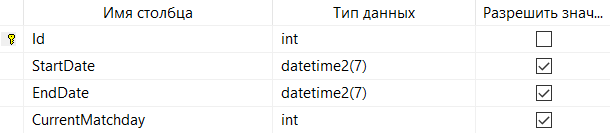 Имя столбца Тип данных Разрешить знач...
Id int
StartDate datetime2(7)
EndDate datetime2(7)
CurrentMatchday int